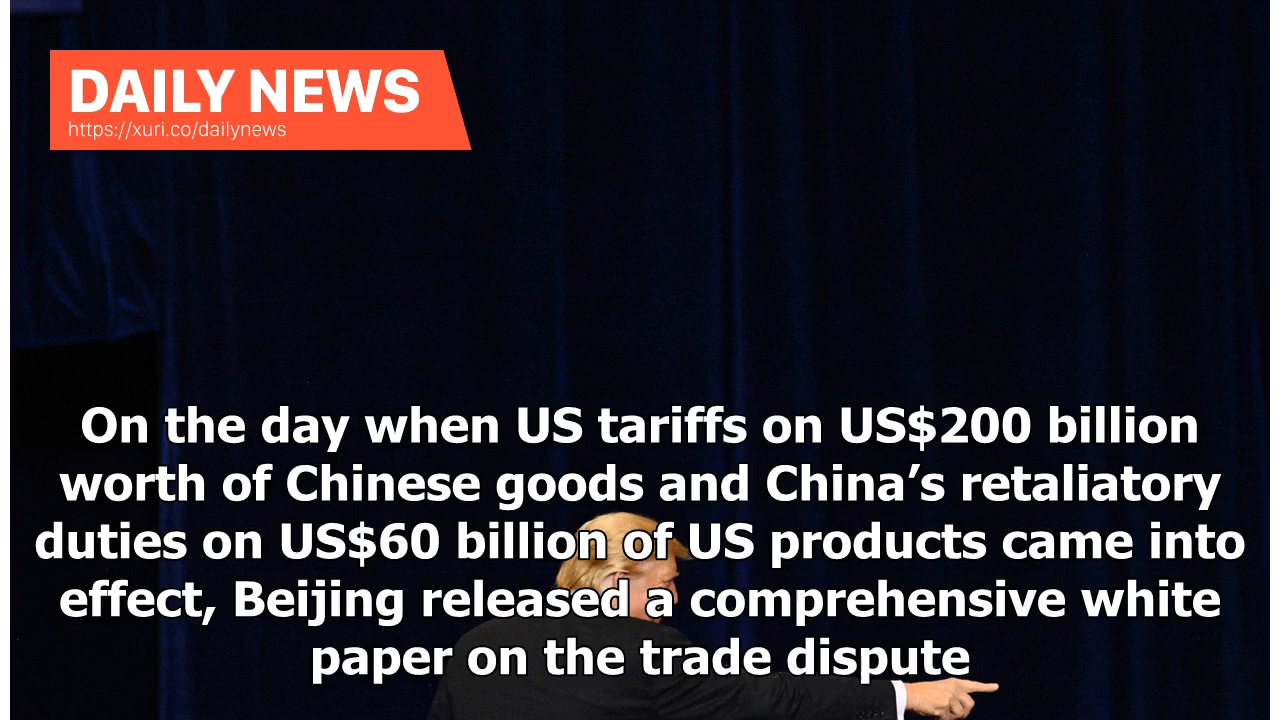 DAILY NEWS
https://xuri.co/dailynews
On the day when US tariffs on US$200 billion
worth of Chinese goods and China’s retaliatory
duties on US$60 billion of US products came into
effect, Beijing released a comprehensive white
paper on the trade dispute